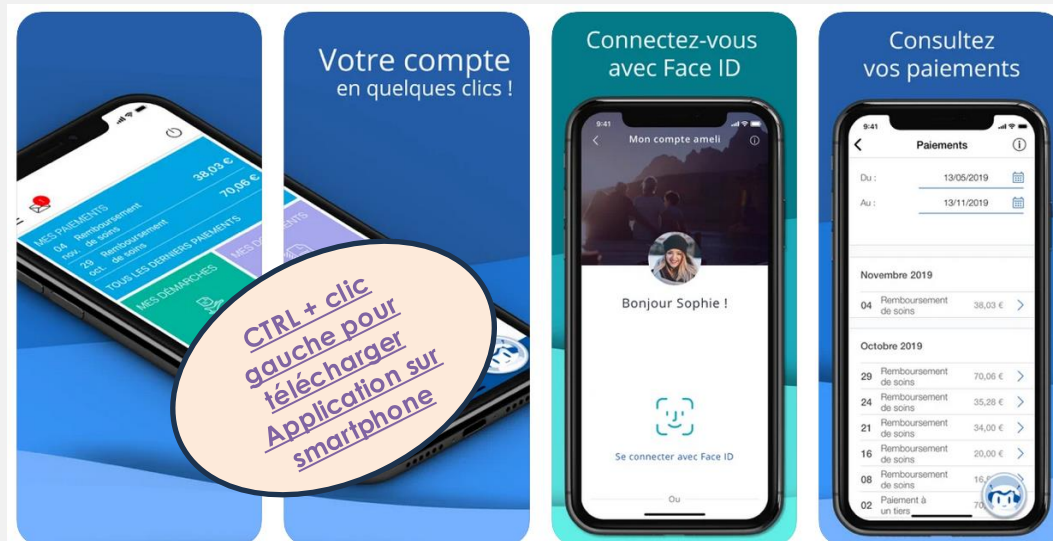 MES PAIEMENTS
04 nov. Remboursement de soins 38,03 €
29 oct. Remboursement de soins 70,06 €
TOUS LES DERNIERS PAIEMENTS
MES DÉMARCHES
CTRL + clic
gauche pour
télécharger
Application sur
smartphone
Votre compte
en quelques clics !
Connectez-vous
avec Face ID
9:41
Mon compte ameli
Bonjour Sophie !
Se connecter avec Face ID
Ou
Consultez
vos paiements
9:41
Paiements
Du : 13/05/2019
Au : 13/11/2019
Novembre 2019
04 Remboursement de soins 38,03 €
Octobre 2019
29 Remboursement de soins 70,06 €
24 Remboursement de soins 35,28 €
21 Remboursement de soins 34,00 €
16 Remboursement de soins 20,00 €
08 Remboursement de soins
02 Paiement à un tiers